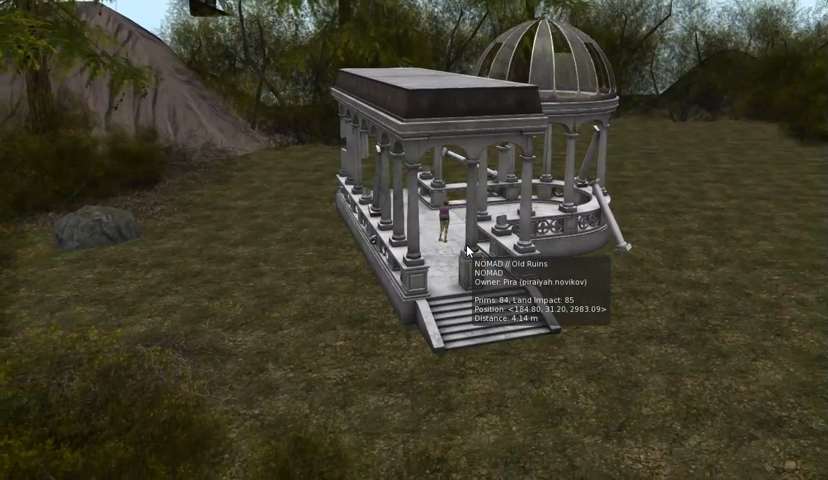 NOMAD // Old Ruins
NOMAD
Owner: Pira (piraiyah.novikov)
Prims: 84, Land Impact: 85
Position: <184.80, 31.20, 2983.09>
Distance: 4.14 m